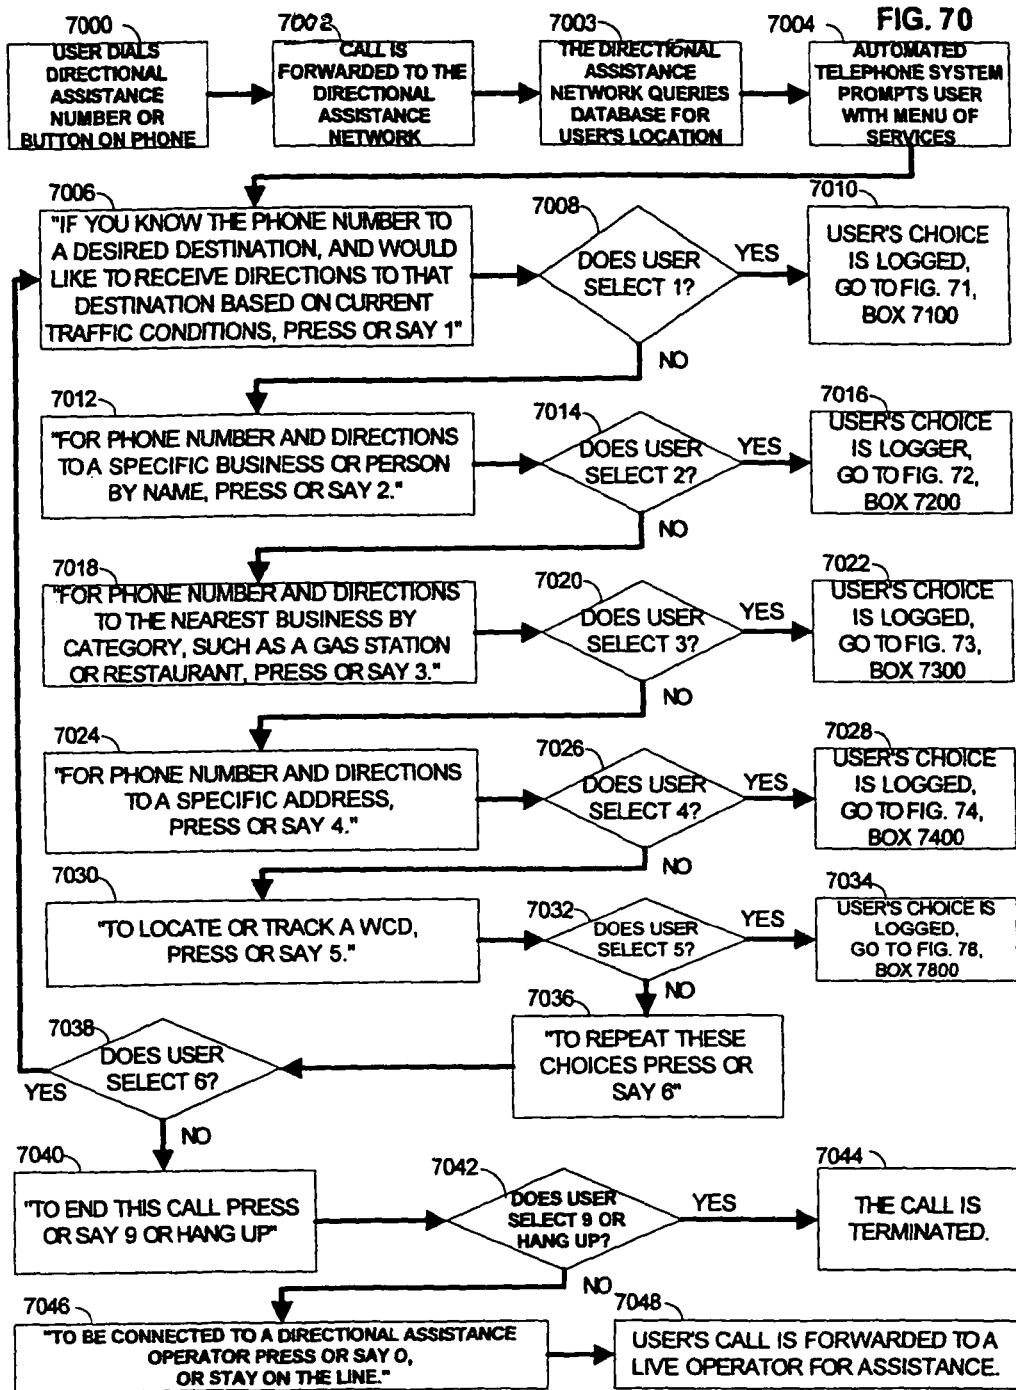 FIG. 70
7000
USER DIALS
DIRECTIONAL
ASSISTANCE
NUMBER OR
BUTTON ON PHONE
7002
CALL IS
FORWARDED TO THE
DIRECTIONAL
ASSISTANCE
NETWORK
7003
THE DIRECTIONAL
ASSISTANCE
NETWORK QUERIES
DATABASE FOR
USER'S LOCATION
7004
AUTOMATED
TELEPHONE SYSTEM
PROMPTS USER
WITH MENU OF
SERVICES
7006
"IF YOU KNOW THE PHONE NUMBER TO
A DESIRED DESTINATION, AND WOULD
LIKE TO RECEIVE DIRECTIONS TO THAT
DESTINATION BASED ON CURRENT
TRAFFIC CONDITIONS, PRESS OR SAY 1"
7008
DOES USER
SELECT 1?
YES
NO
7010
USER'S CHOICE
IS LOGGED,
GO TO FIG. 71,
BOX 7100
7012
"FOR PHONE NUMBER AND DIRECTIONS
TO A SPECIFIC BUSINESS OR PERSON
BY NAME, PRESS OR SAY 2."
7014
DOES USER
SELECT 2?
YES
NO
7016
USER'S CHOICE
IS LOGGER,
GO TO FIG. 72,
BOX 7200
7018
"FOR PHONE NUMBER AND DIRECTIONS
TO THE NEAREST BUSINESS BY
CATEGORY, SUCH AS A GAS STATION
OR RESTAURANT, PRESS OR SAY 3."
7020
DOES USER
SELECT 3?
YES
NO
7022
USER'S CHOICE
IS LOGGED,
GO TO FIG. 73,
BOX 7300
7024
"FOR PHONE NUMBER AND DIRECTIONS
TO A SPECIFIC ADDRESS,
PRESS OR SAY 4."
7026
DOES USER
SELECT 4?
YES
NO
7028
USER'S CHOICE
IS LOGGED,
GO TO FIG. 74,
BOX 7400
7030
"TO LOCATE OR TRACK A WCD,
PRESS OR SAY 5."
7032
DOES USER
SELECT 5?
YES
NO
7034
USER'S CHOICE IS
LOGGED,
GO TO FIG. 78,
BOX 7800
7036
"TO REPEAT THESE
CHOICES PRESS OR
SAY 6"
7038
DOES USER
SELECT 6?
YES
NO
7040
"TO END THIS CALL PRESS
OR SAY 9 OR HANG UP"
7042
DOES USER
SELECT 9 OR
HANG UP?
YES
NO
7044
THE CALL IS
TERMINATED.
7046
"TO BE CONNECTED TO A DIRECTIONAL ASSISTANCE
OPERATOR PRESS OR SAY 0,
OR STAY ON THE LINE."
7048
USER'S CALL IS FORWARDED TO A
LIVE OPERATOR FOR ASSISTANCE.